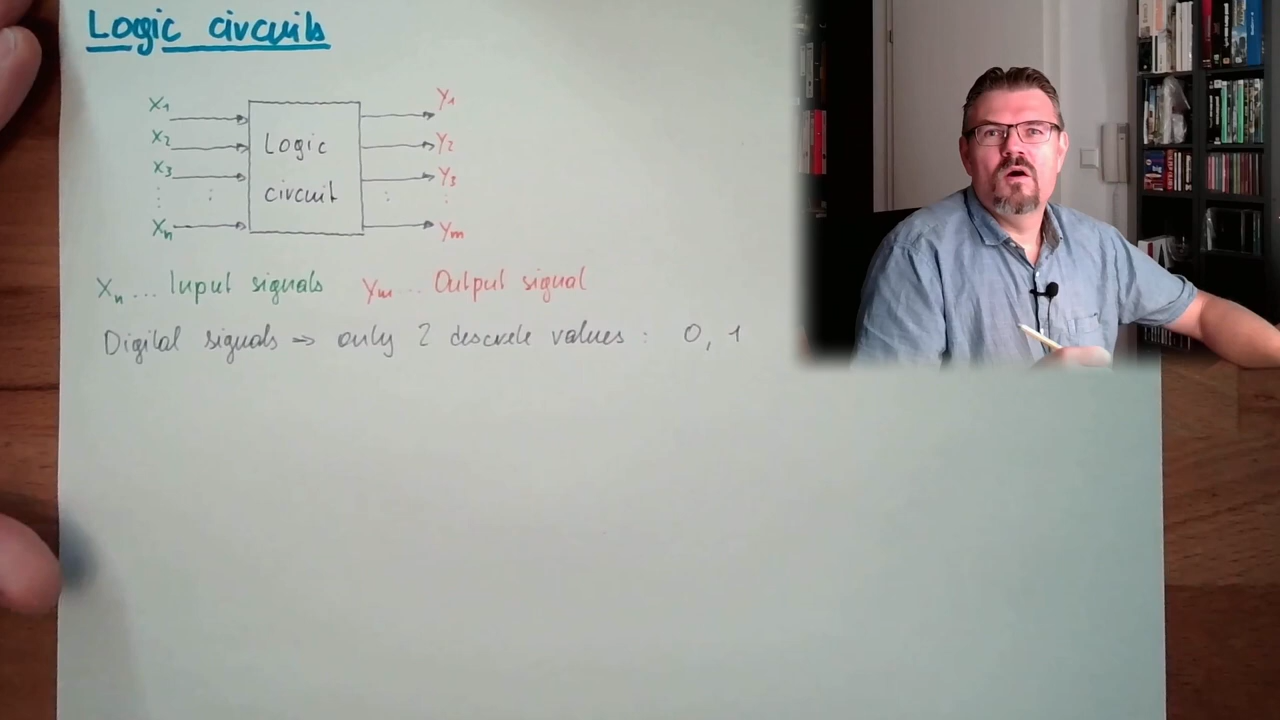 Logic circuits
X1 Y1
X2 Logic Y2
X3 Y3
circuit
Xn Ym
Xn ... Input signals Ym ... Output signal
Digital signals => only 2 descrete values : 0, 1